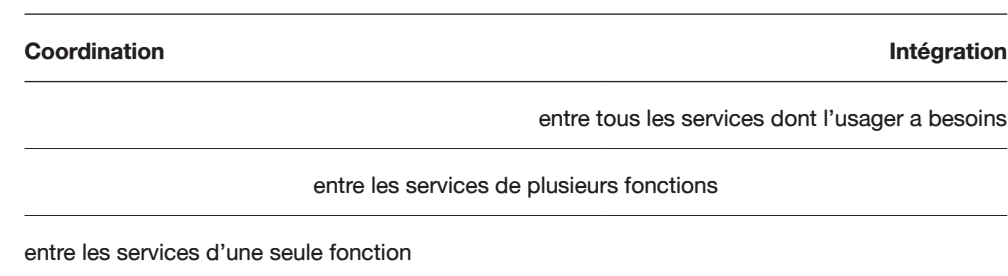 Coordination Intégration
entre tous les services dont l’usager a besoins
entre les services de plusieurs fonctions
entre les services d’une seule fonction